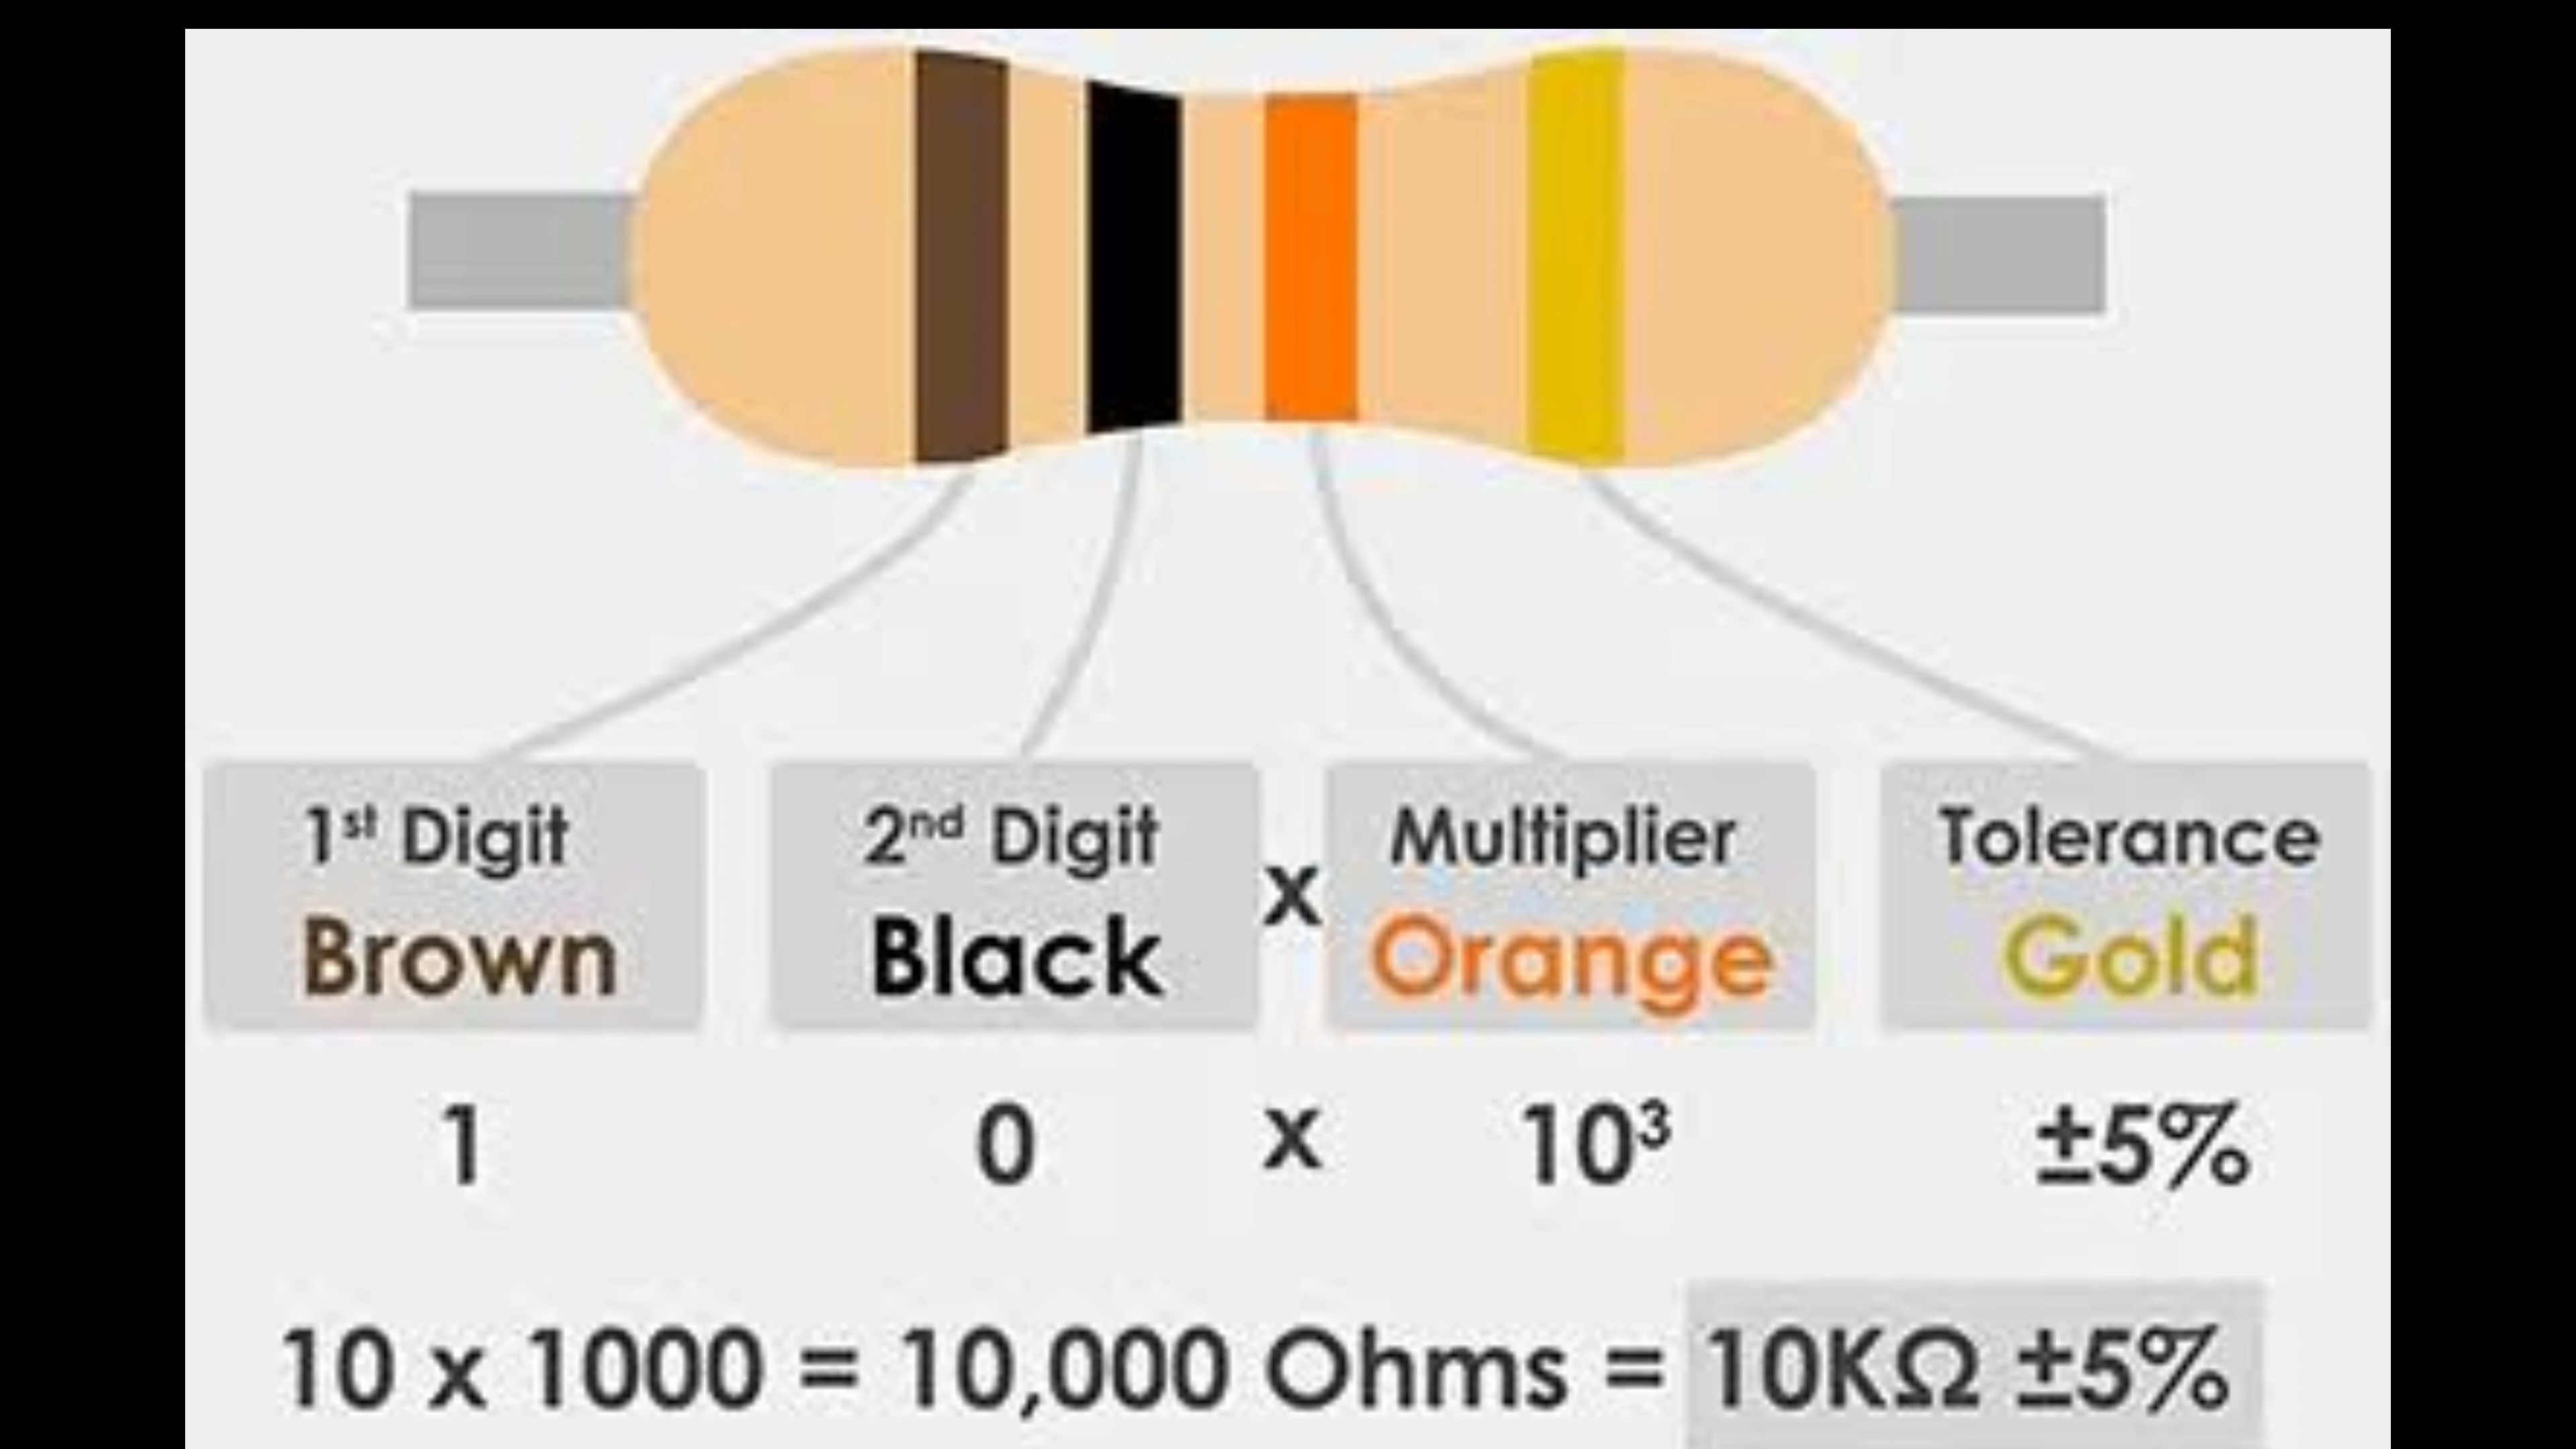 1st Digit
Brown
2nd Digit
Black
x
Multiplier
Orange
Tolerance
Gold
1 0 x 10³ ±5%
10 x 1000 = 10,000 Ohms = 10KΩ ±5%